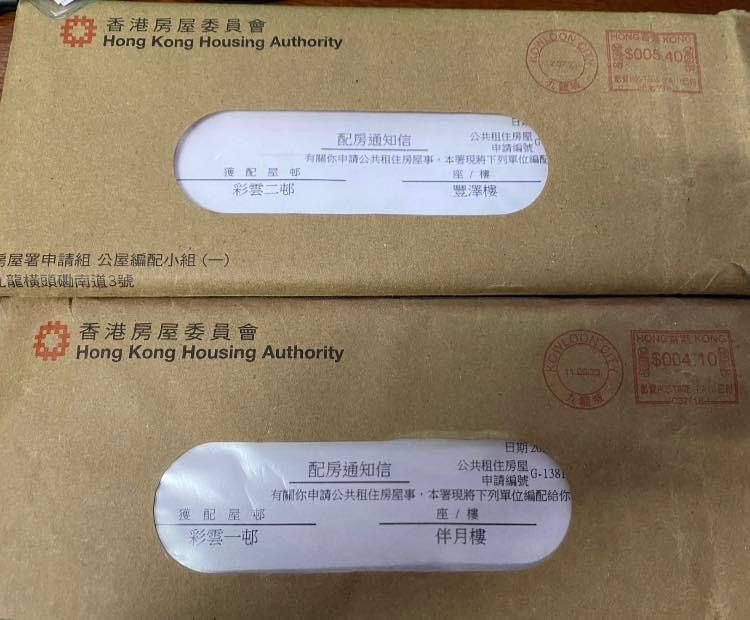 香港房屋委員會
Hong Kong Housing Authority
KOWLOON CITY
九龍城
HONG KONG 香港
$005.40
日期
配房通知信
公共租住房屋
申請編號 G
有關你申請公共租住房屋事,本署現將下列單位編配
獲配屋邨
座 / 樓
彩雲二邨
豐澤樓
房屋署申請組 公屋編配小組 (一)
九龍橫頭磡南道3號
香港房屋委員會
Hong Kong Housing Authority
KOWLOON CITY
九龍城
HONG 香港 KONG
$004.10
日期 20
配房通知信
公共租住房屋
申請編號 G-1381
有關你申請公共租住房屋事,本署現將下列單位編配給你
獲配屋邨
座 / 樓
彩雲一邨
伴月樓